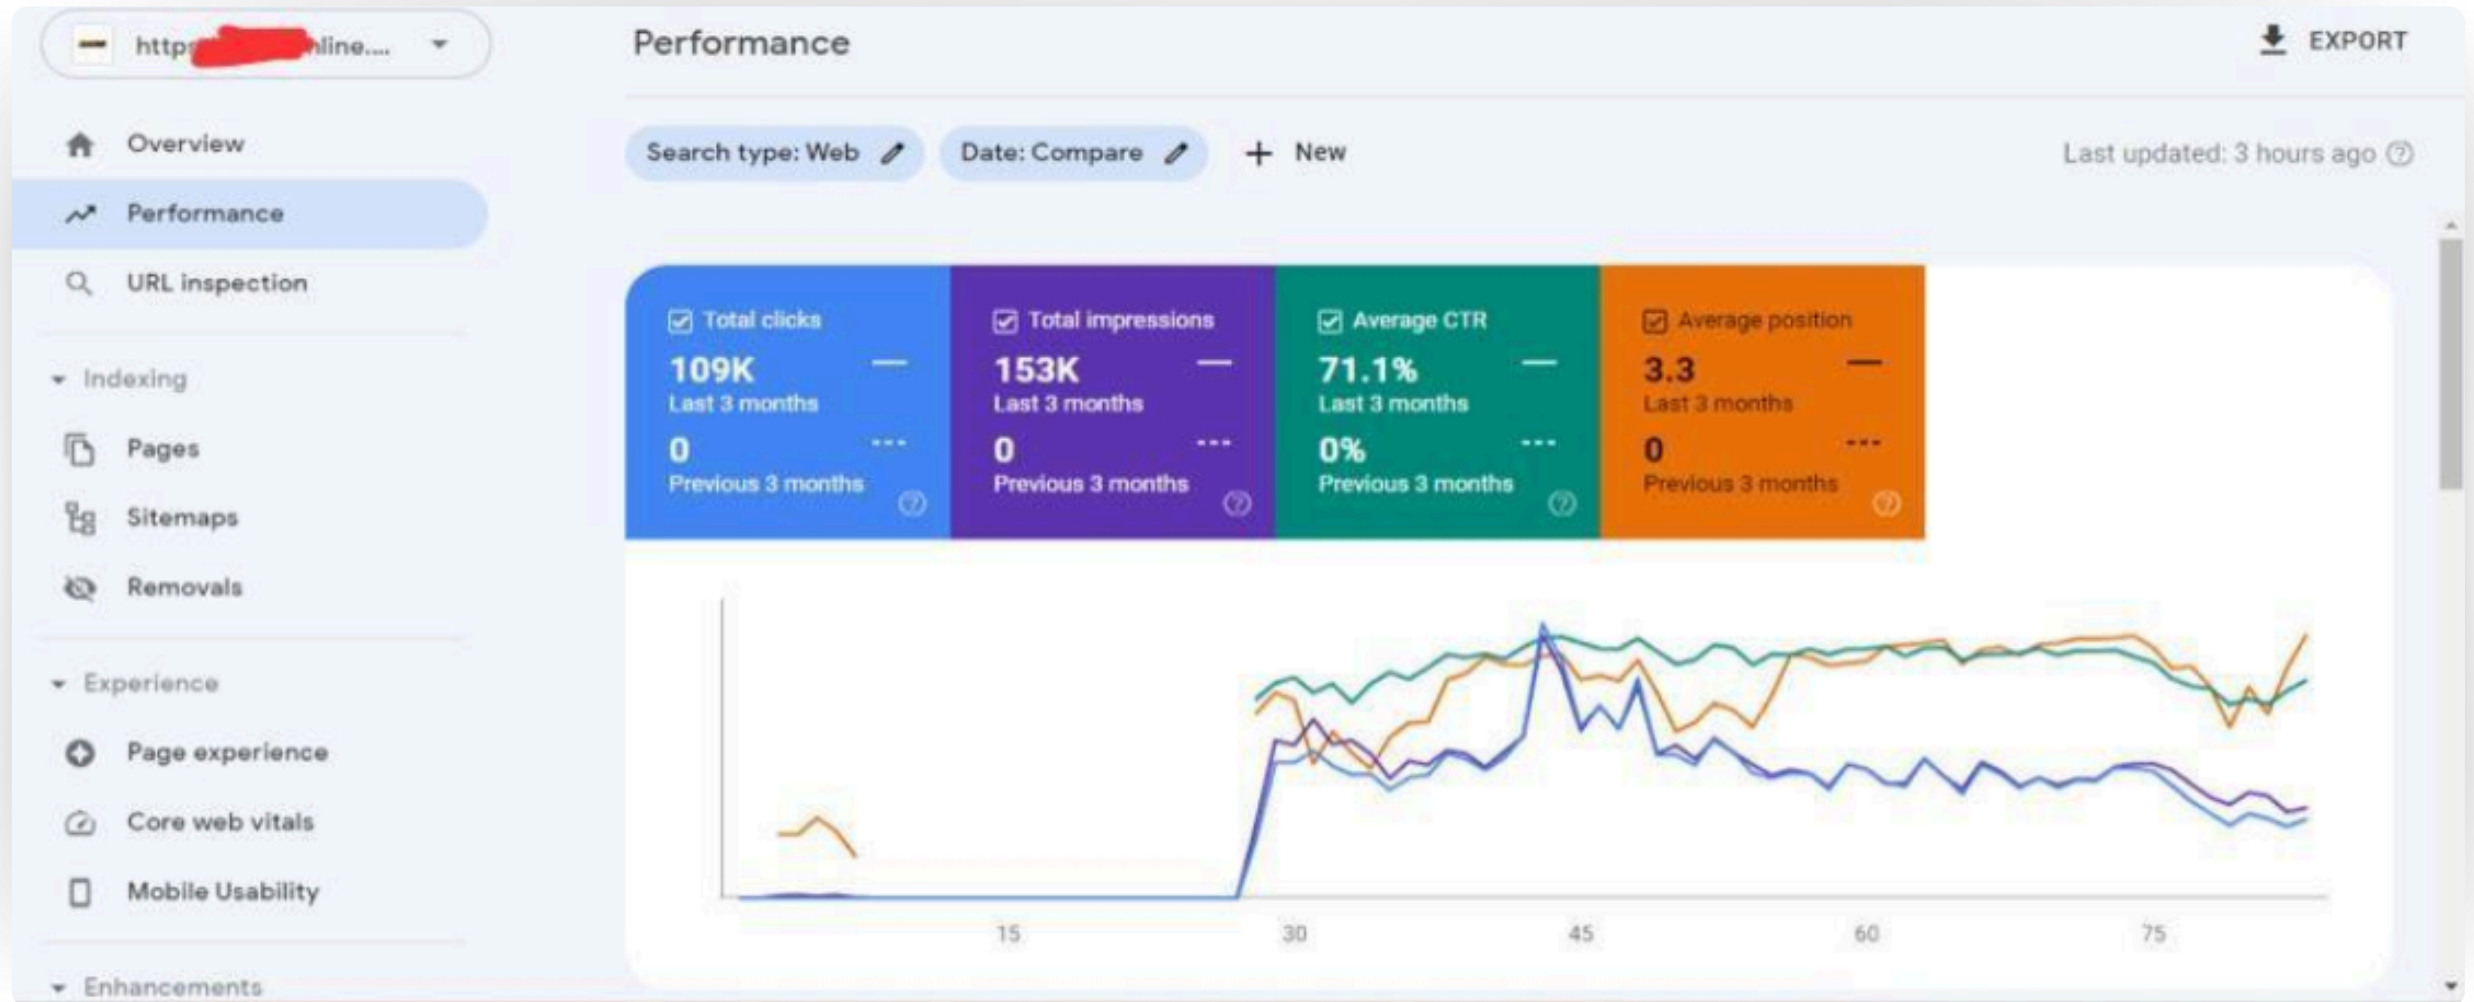 https
nline....
Overview
Performance
URL inspection
Indexing
Pages
Sitemaps
Removals
Experience
Page experience
Core web vitals
Mobile Usability
Enhancements
Performance
EXPORT
Search type: Web
Date: Compare
+ New
Last updated: 3 hours ago
Total clicks
109K
Last 3 months
0
Previous 3 months
Total impressions
153K
Last 3 months
0
Previous 3 months
Average CTR
71.1%
Last 3 months
0%
Previous 3 months
Average position
3.3
Last 3 months
0
Previous 3 months
15 30 45 60 75